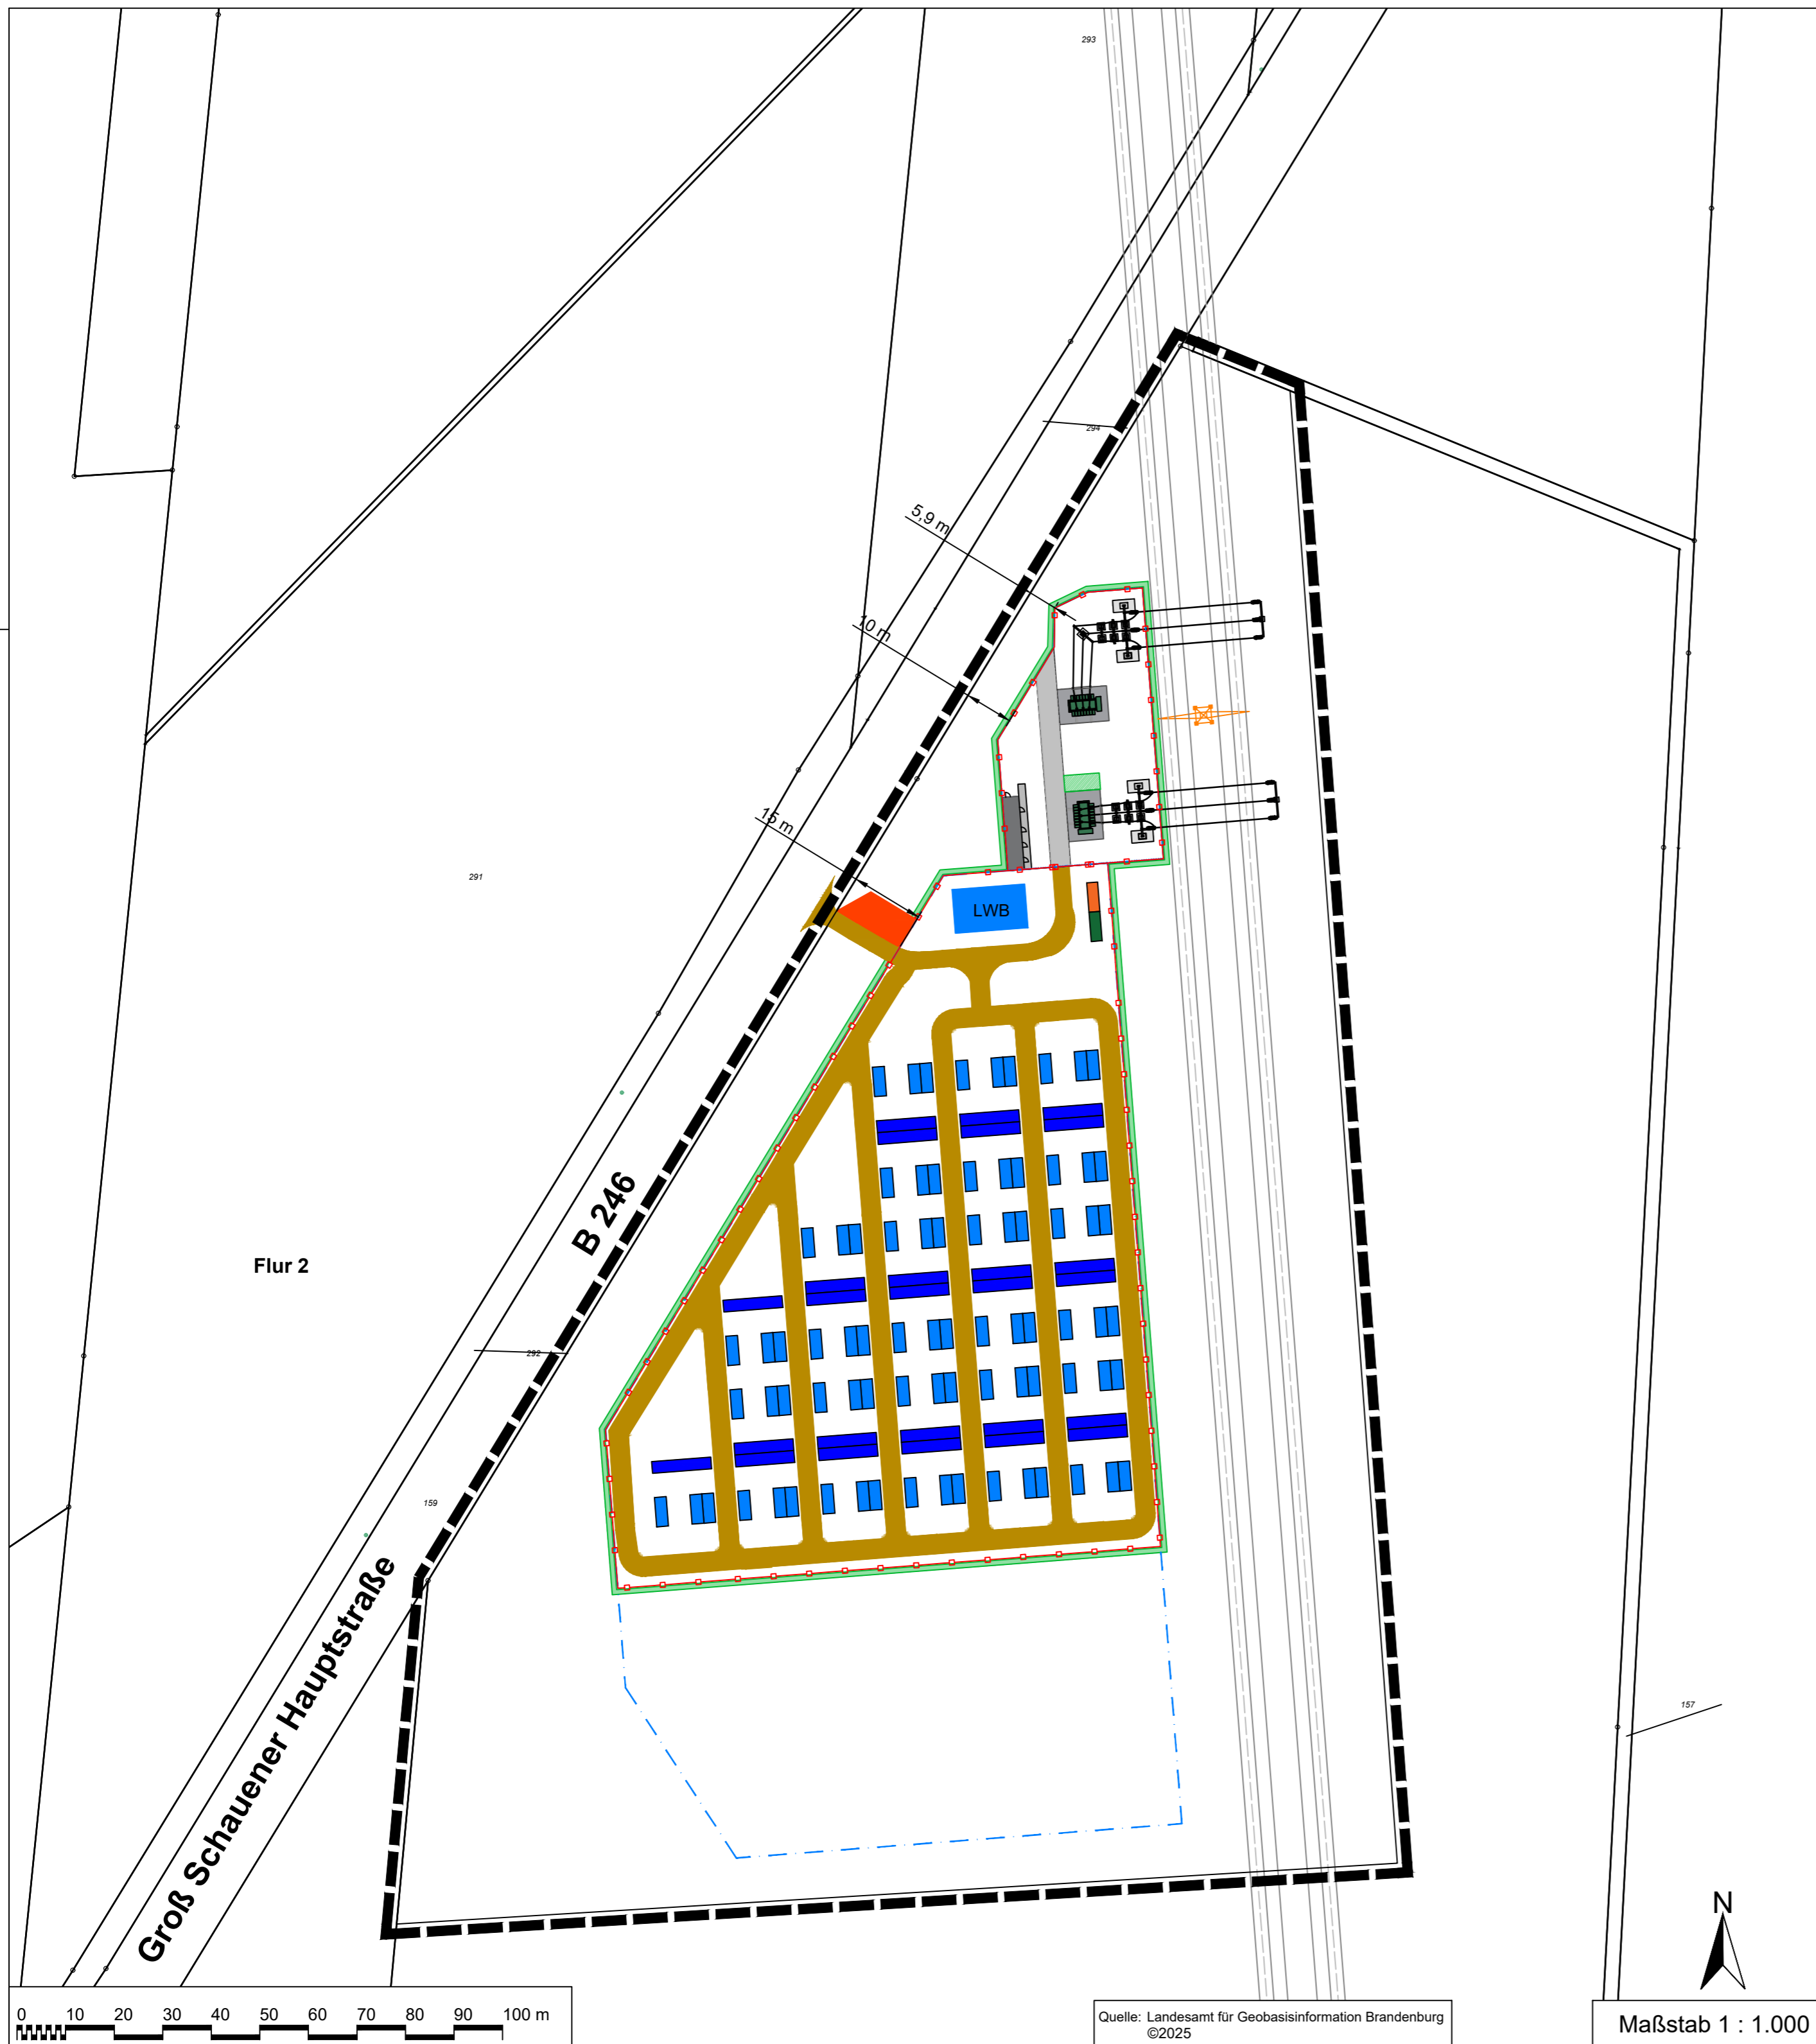 293
294
5,9 m
10 m
15 m
291
LWB
B 246
Flur 2
292
159
Groß Schauener Hauptstraße
157
N
0 10 20 30 40 50 60 70 80 90 100 m
Quelle: Landesamt für Geobasisinformation Brandenburg
©2025
Maßstab 1 : 1.000